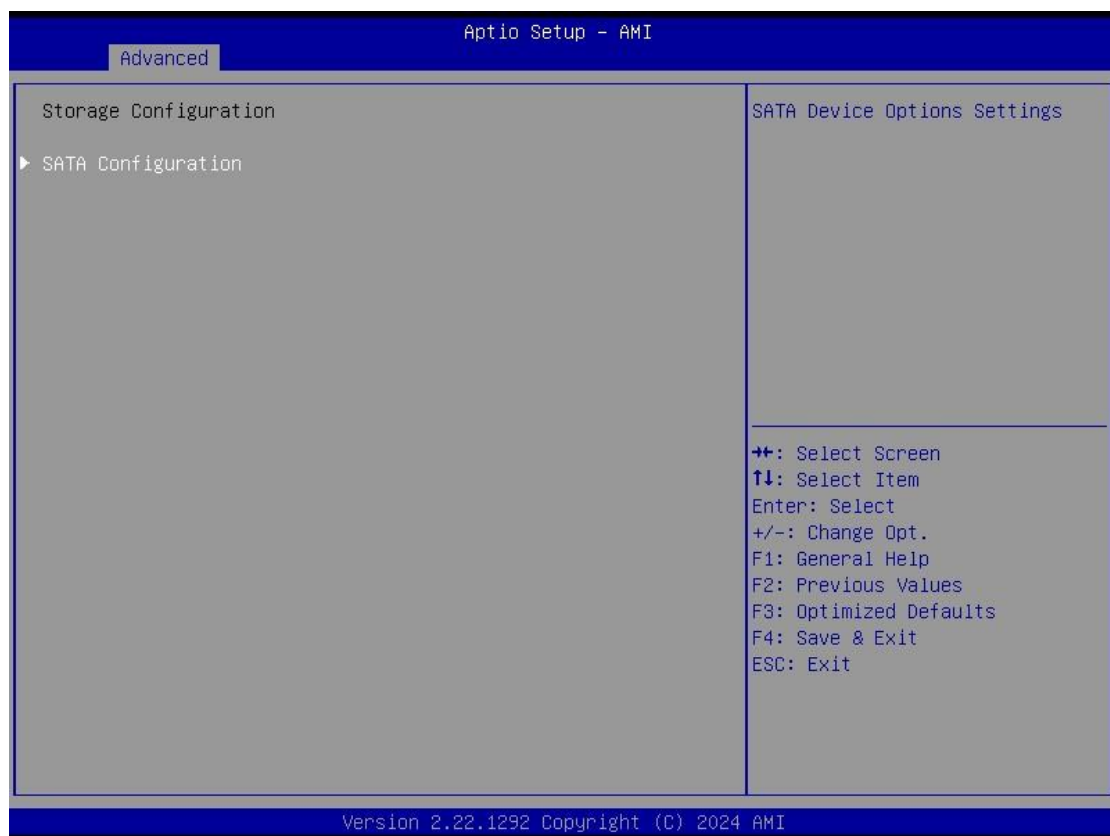 Aptio Setup – AMI
Advanced
Storage Configuration
▶ SATA Configuration
SATA Device Options Settings
→←: Select Screen
↑↓: Select Item
Enter: Select
+/-: Change Opt.
F1: General Help
F2: Previous Values
F3: Optimized Defaults
F4: Save & Exit
ESC: Exit
Version 2.22.1292 Copyright (C) 2024 AMI